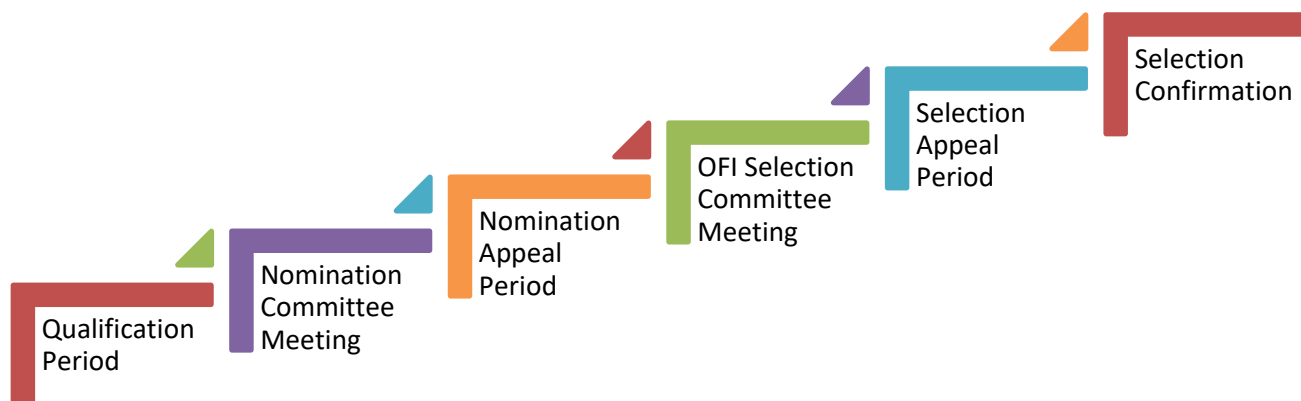 Qualification
Period
Nomination
Committee
Meeting
Nomination
Appeal
Period
OFI Selection
Committee
Meeting
Selection
Appeal
Period
Selection
Confirmation